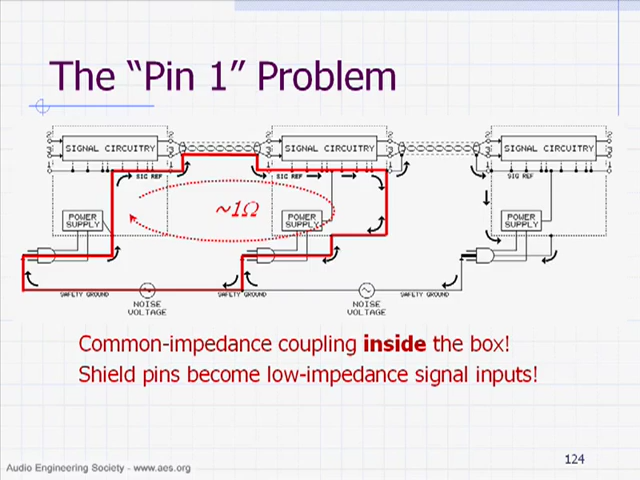 The “Pin 1” Problem
SIGNAL CIRCUITRY
SIGNAL CIRCUITRY
SIGNAL CIRCUITRY
SIG REF
SIG REF
SIG REF
~1Ω
POWER
SUPPLY
POWER
SUPPLY
POWER
SUPPLY
SAFETY GROUND
SAFETY GROUND
SAFETY GROUND
NOISE
VOLTAGE
NOISE
VOLTAGE
Common-impedance coupling inside the box!
Shield pins become low-impedance signal inputs!
124
Audio Engineering Society - www.aes.org